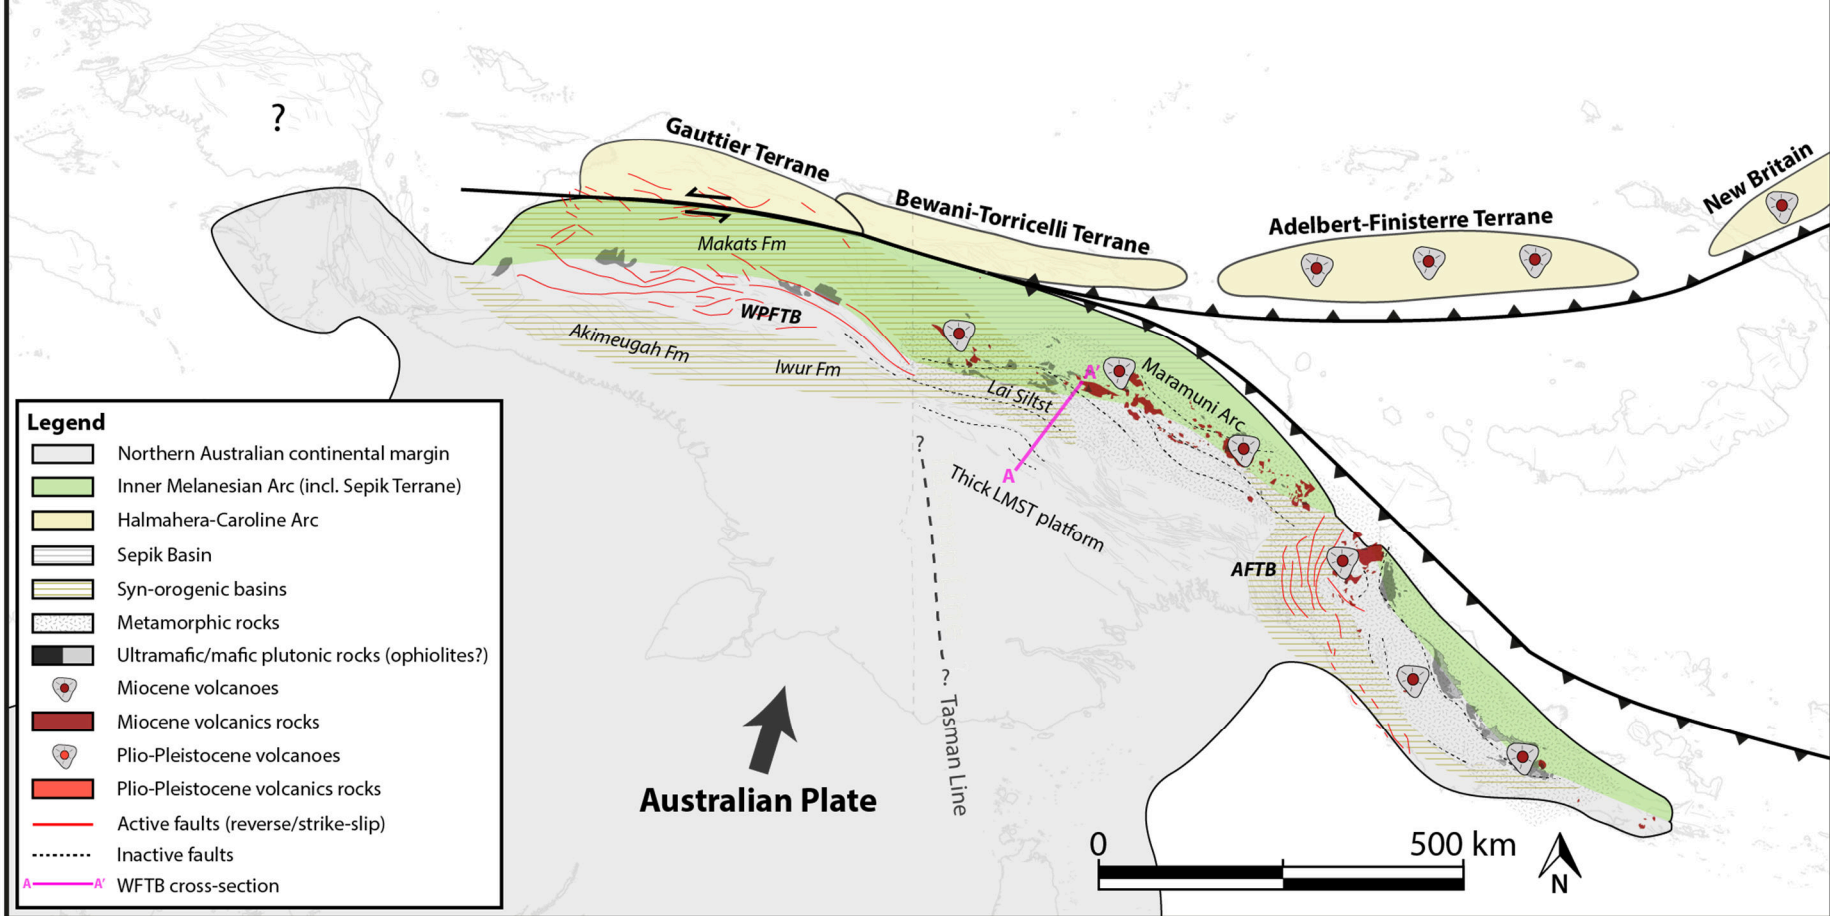 ?
Gauttier Terrane
Bewani-Torricelli Terrane
Adelbert-Finisterre Terrane
New Britain
Makats Fm
WPFTB
Akimeugah Fm
Iwur Fm
Lai Siltst
A'
Maramuni Arc
A
?
Thick LMST platform
AFTB
?
Tasman Line
Australian Plate
0
500 km
N
Legend
Northern Australian continental margin
Inner Melanesian Arc (incl. Sepik Terrane)
Halmahera-Caroline Arc
Sepik Basin
Syn-orogenic basins
Metamorphic rocks
Ultramafic/mafic plutonic rocks (ophiolites?)
Miocene volcanoes
Miocene volcanics rocks
Plio-Pleistocene volcanoes
Plio-Pleistocene volcanics rocks
Active faults (reverse/strike-slip)
Inactive faults
A A' WFTB cross-section